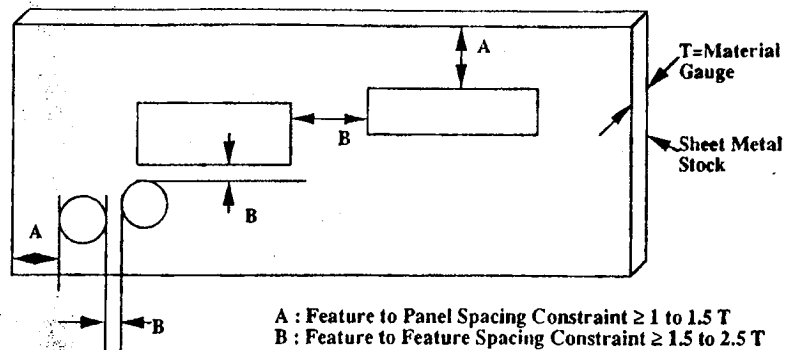 A
T=Material
Gauge
B
Sheet Metal
Stock
B
A
B
A : Feature to Panel Spacing Constraint ≥ 1 to 1.5 T
B : Feature to Feature Spacing Constraint ≥ 1.5 to 2.5 T